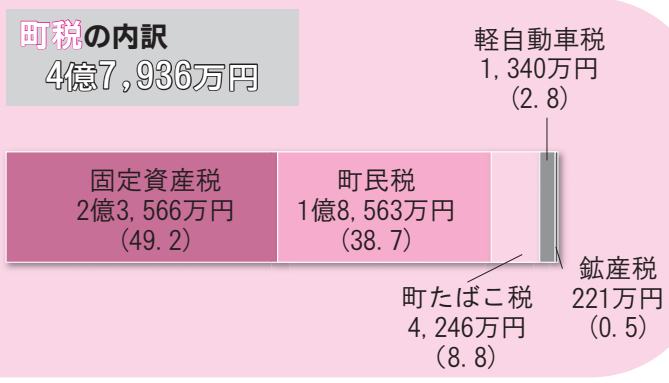 町税の内訳
4億7,936万円
軽自動車税
1,340万円
(2.8)
固定資産税
2億3,566万円
(49.2)
町民税
1億8,563万円
(38.7)
町たばこ税
4,246万円
(8.8)
鉱産税
221万円
(0.5)